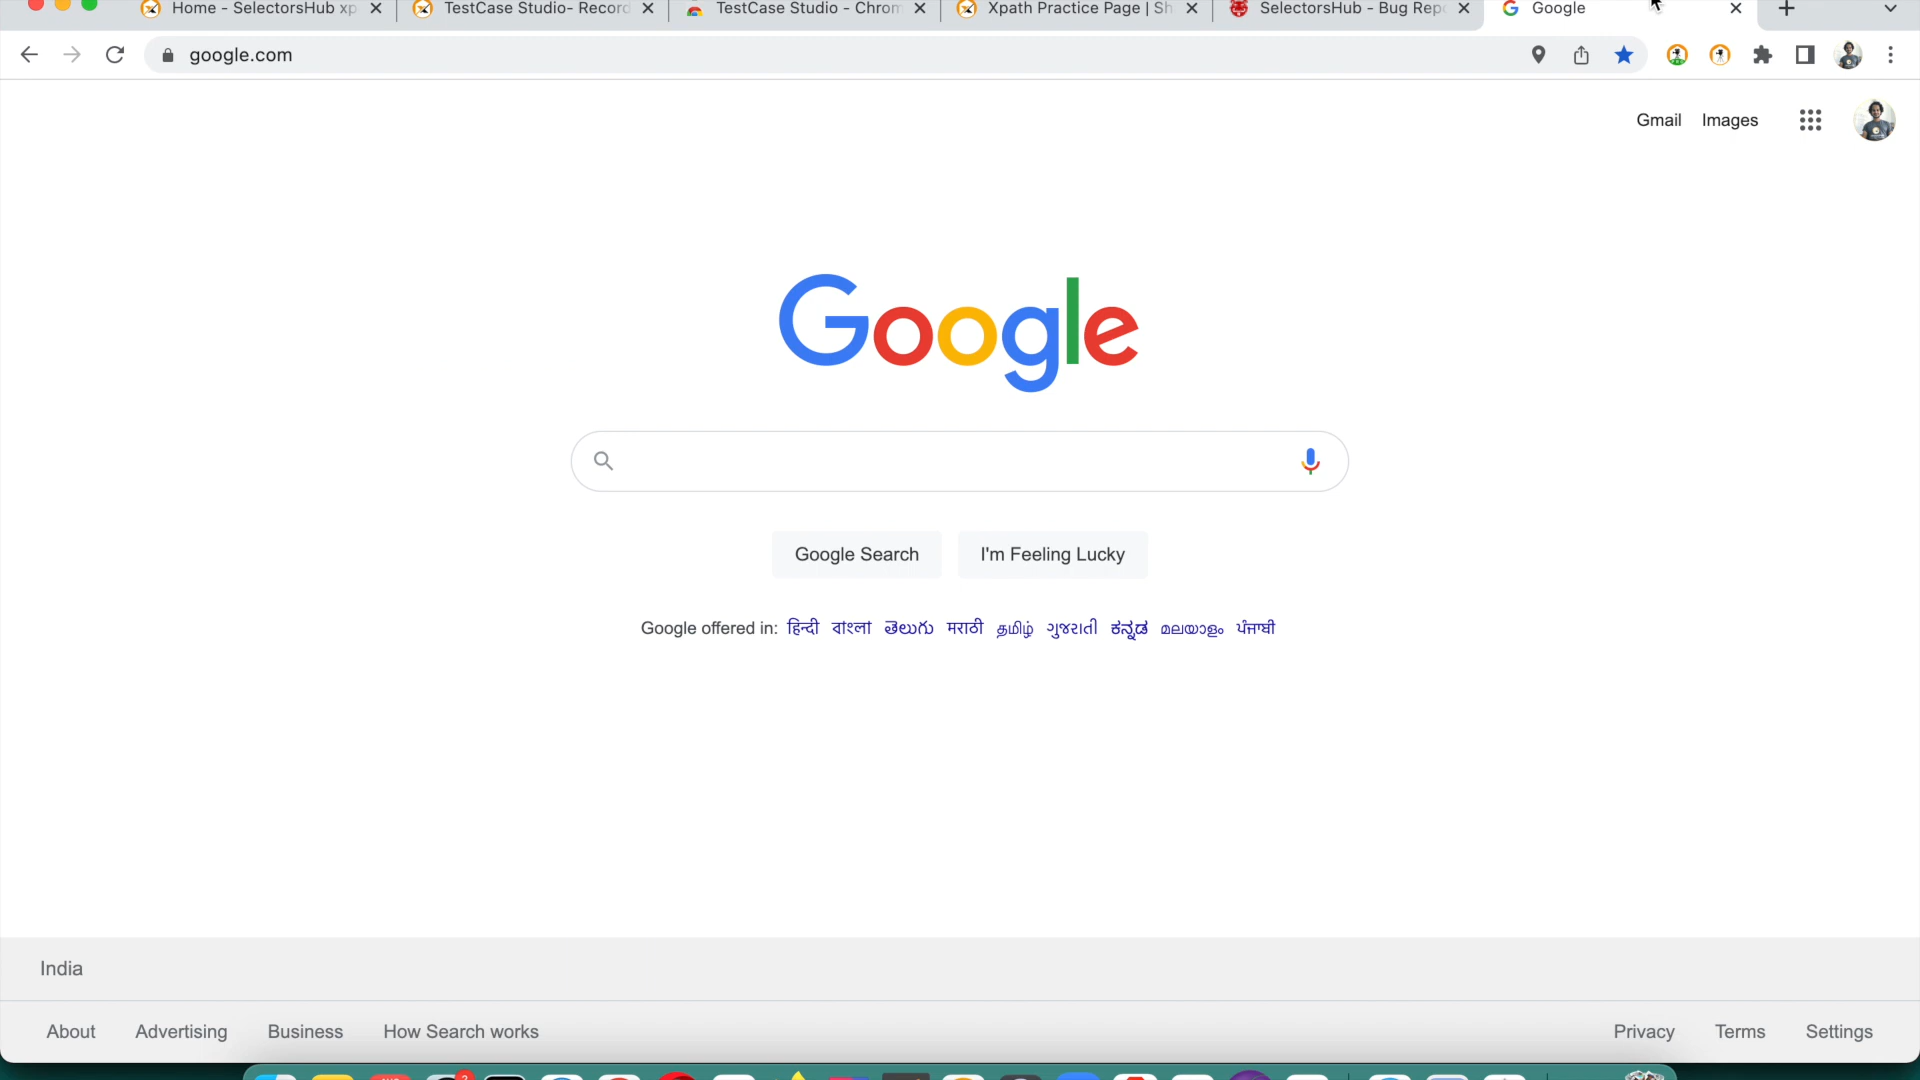 Home - SelectorsHub xp
TestCase Studio- Record
TestCase Studio - Chrom
Xpath Practice Page | Sh
SelectorsHub - Bug Repo
Google
google.com
Gmail Images
Google
Google Search I'm Feeling Lucky
Google offered in: हिन्दी বাংলা తెలుగు मराठी தமிழ் ગુજરાતી ಕನ್ನಡ മലയാളം ਪੰਜਾਬੀ
India
About Advertising Business How Search works Privacy Terms Settings